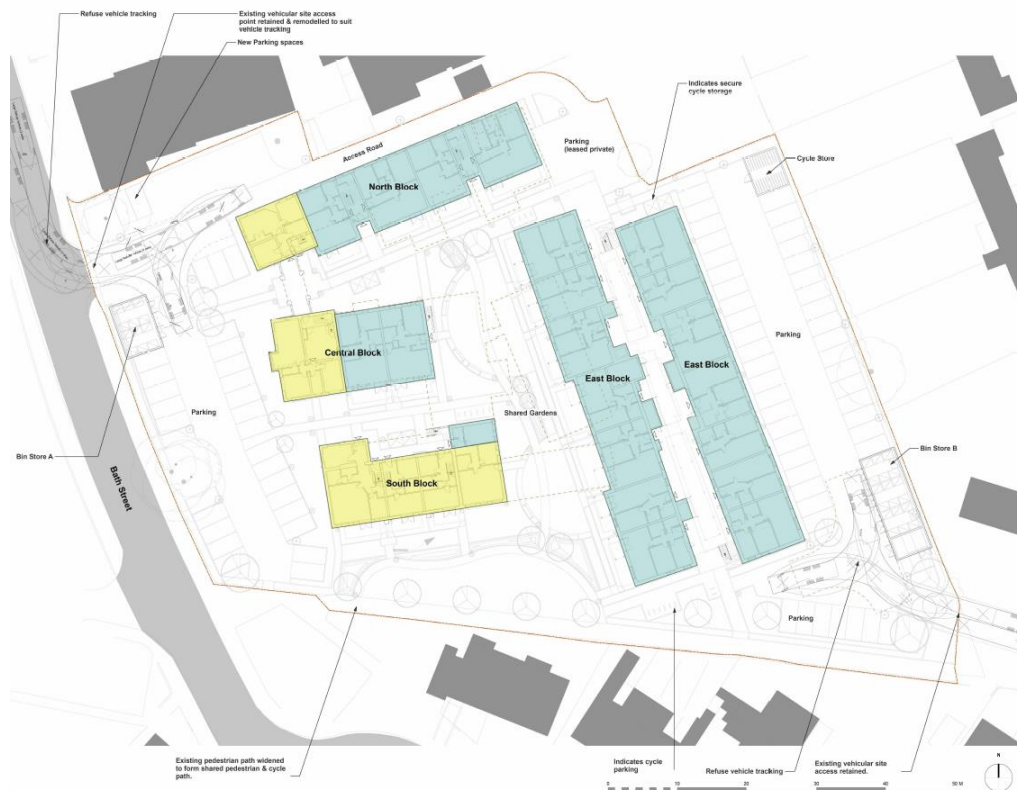 Refuse vehicle tracking
Existing vehicular site access
point retained & remodelled to suit
vehicle tracking
New Parking spaces
Indicates secure
cycle storage
Access Road
Parking
(leased private)
Cycle Store
North Block
Central Block
East Block
East Block
Parking
Parking
Shared Gardens
Bin Store A
Bin Store B
South Block
Bath Street
Parking
Existing pedestrian path widened
to form shared pedestrian & cycle
path.
Indicates cycle
parking
Refuse vehicle tracking
Existing vehicular site
access retained.
N
0
10
20
30
40
50 M